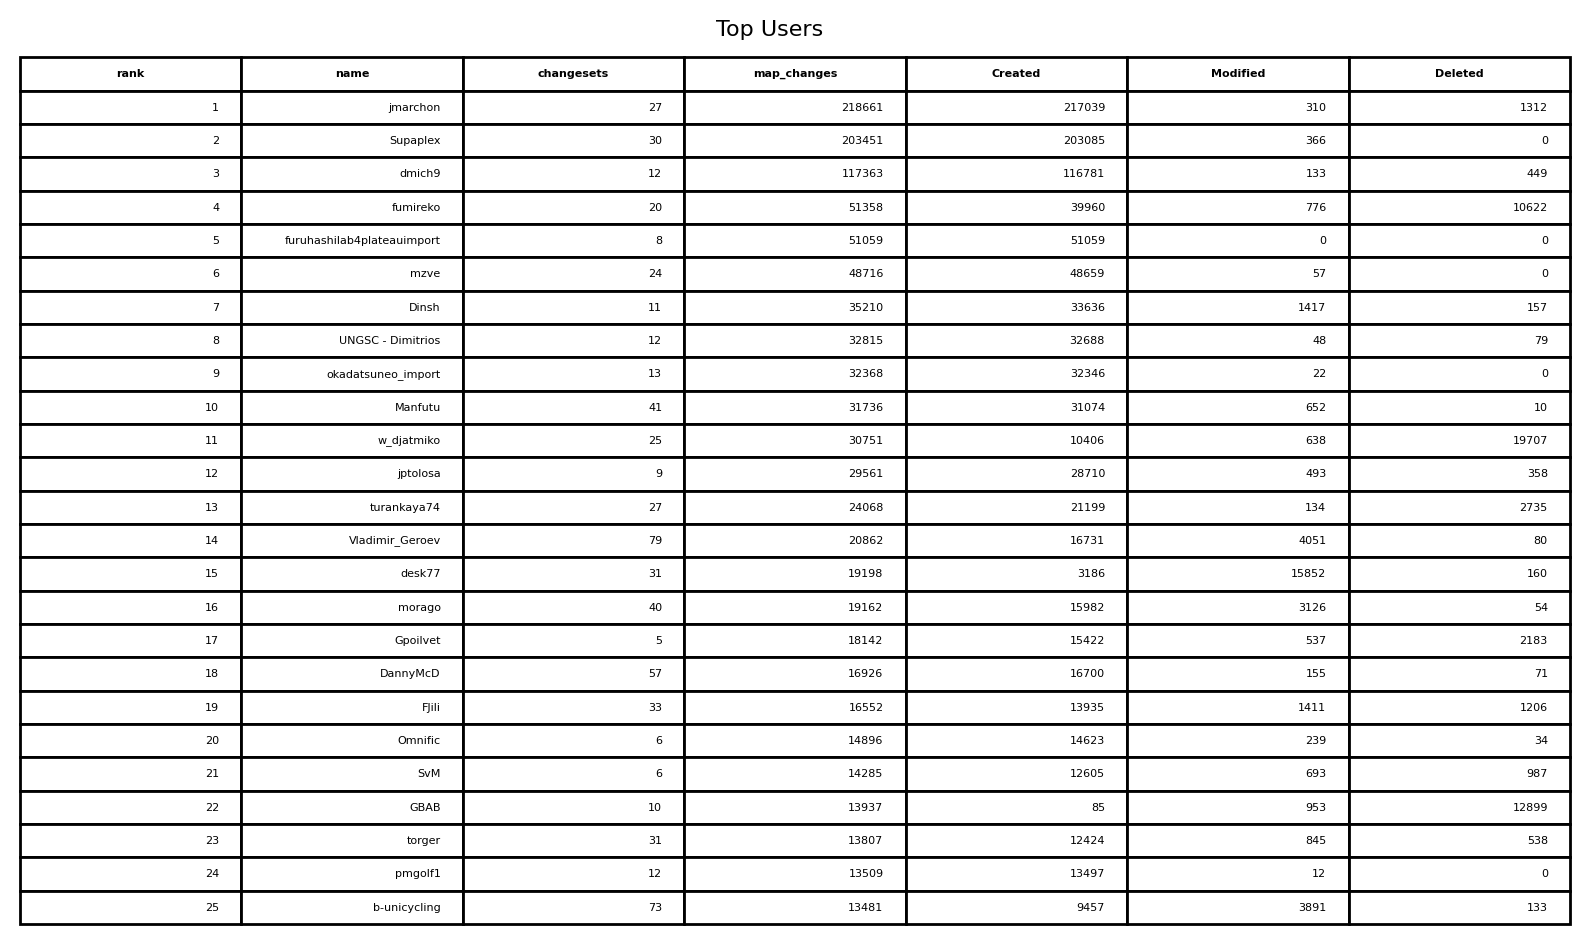 Top Users
rank name changesets map_changes Created Modified Deleted
1 jmarchon 27 218661 217039 310 1312
2 Supaplex 30 203451 203085 366 0
3 dmich9 12 117363 116781 133 449
4 fumireko 20 51358 39960 776 10622
5 furuhashilab4plateauimport 8 51059 51059 0 0
6 mzve 24 48716 48659 57 0
7 Dinsh 11 35210 33636 1417 157
8 UNGSC - Dimitrios 12 32815 32688 48 79
9 okadatsuneo_import 13 32368 32346 22 0
10 Manfutu 41 31736 31074 652 10
11 w_djatmiko 25 30751 10406 638 19707
12 jptolosa 9 29561 28710 493 358
13 turankaya74 27 24068 21199 134 2735
14 Vladimir_Geroev 79 20862 16731 4051 80
15 desk77 31 19198 3186 15852 160
16 morago 40 19162 15982 3126 54
17 Gpoilvet 5 18142 15422 537 2183
18 DannyMcD 57 16926 16700 155 71
19 FJili 33 16552 13935 1411 1206
20 Omnific 6 14896 14623 239 34
21 SvM 6 14285 12605 693 987
22 GBAB 10 13937 85 953 12899
23 torger 31 13807 12424 845 538
24 pmgolf1 12 13509 13497 12 0
25 b-unicycling 73 13481 9457 3891 133